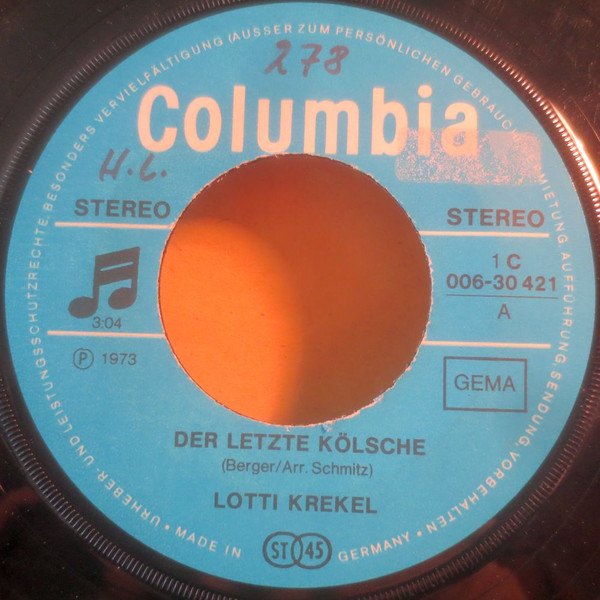 URHEBER- UND LEISTUNGSSCHUTZRECHTE, BESONDERS VERVIELFÄLTIGUNG (AUSSER ZUM PERSÖNLICHEN GEBRAUCH
MIETUNG, AUFFÜHRUNG, SENDUNG, VORBEHALTEN
278
Columbia
H.L.
STEREO
STEREO
3:04
℗ 1973
1 C
006-30 421
A
GEMA
DER LETZTE KÖLSCHE
(Berger/Arr. Schmitz)
LOTTI KREKEL
• MADE IN ST 45 GERMANY •